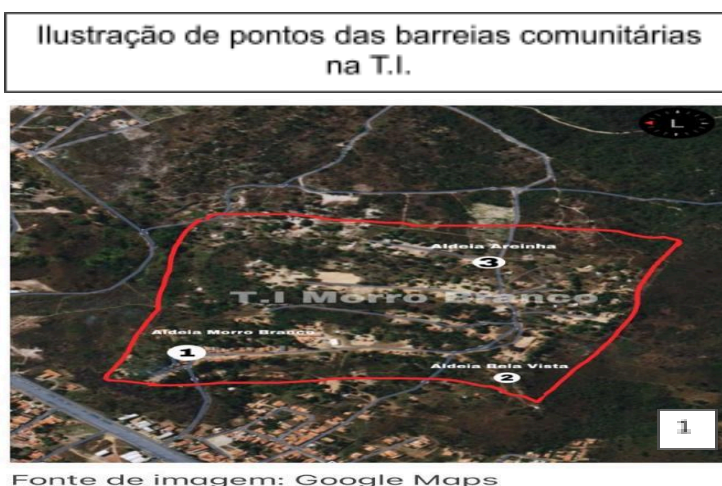 Ilustração de pontos das barreias comunitárias
na T.I.
L
Aldeia Areinha
3
T.I Morro Branco
Aldeia Morro Branco
1
Aldeia Bela Vista
2
1
Fonte de imagem: Google Maps